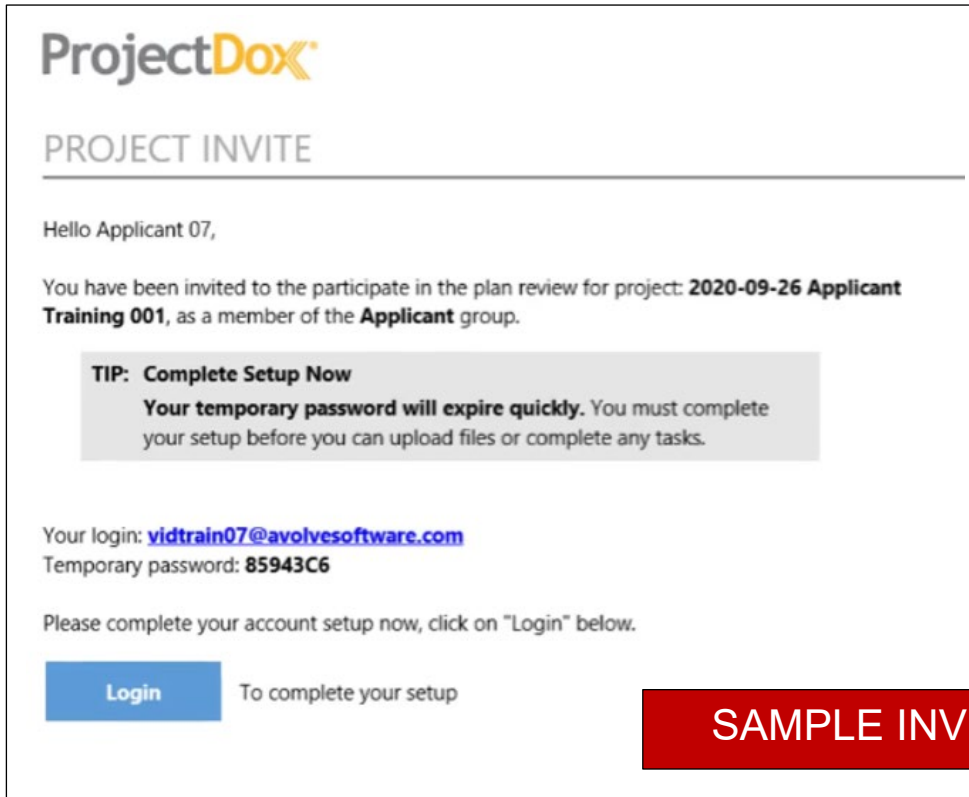 ProjectDox
PROJECT INVITE
Hello Applicant 07,
You have been invited to the participate in the plan review for project: 2020-09-26 Applicant
Training 001, as a member of the Applicant group.
TIP: Complete Setup Now
Your temporary password will expire quickly. You must complete
your setup before you can upload files or complete any tasks.
Your login: vidtrain07@avolvesoftware.com
Temporary password: 85943C6
Please complete your account setup now, click on "Login" below.
Login To complete your setup
SAMPLE INV